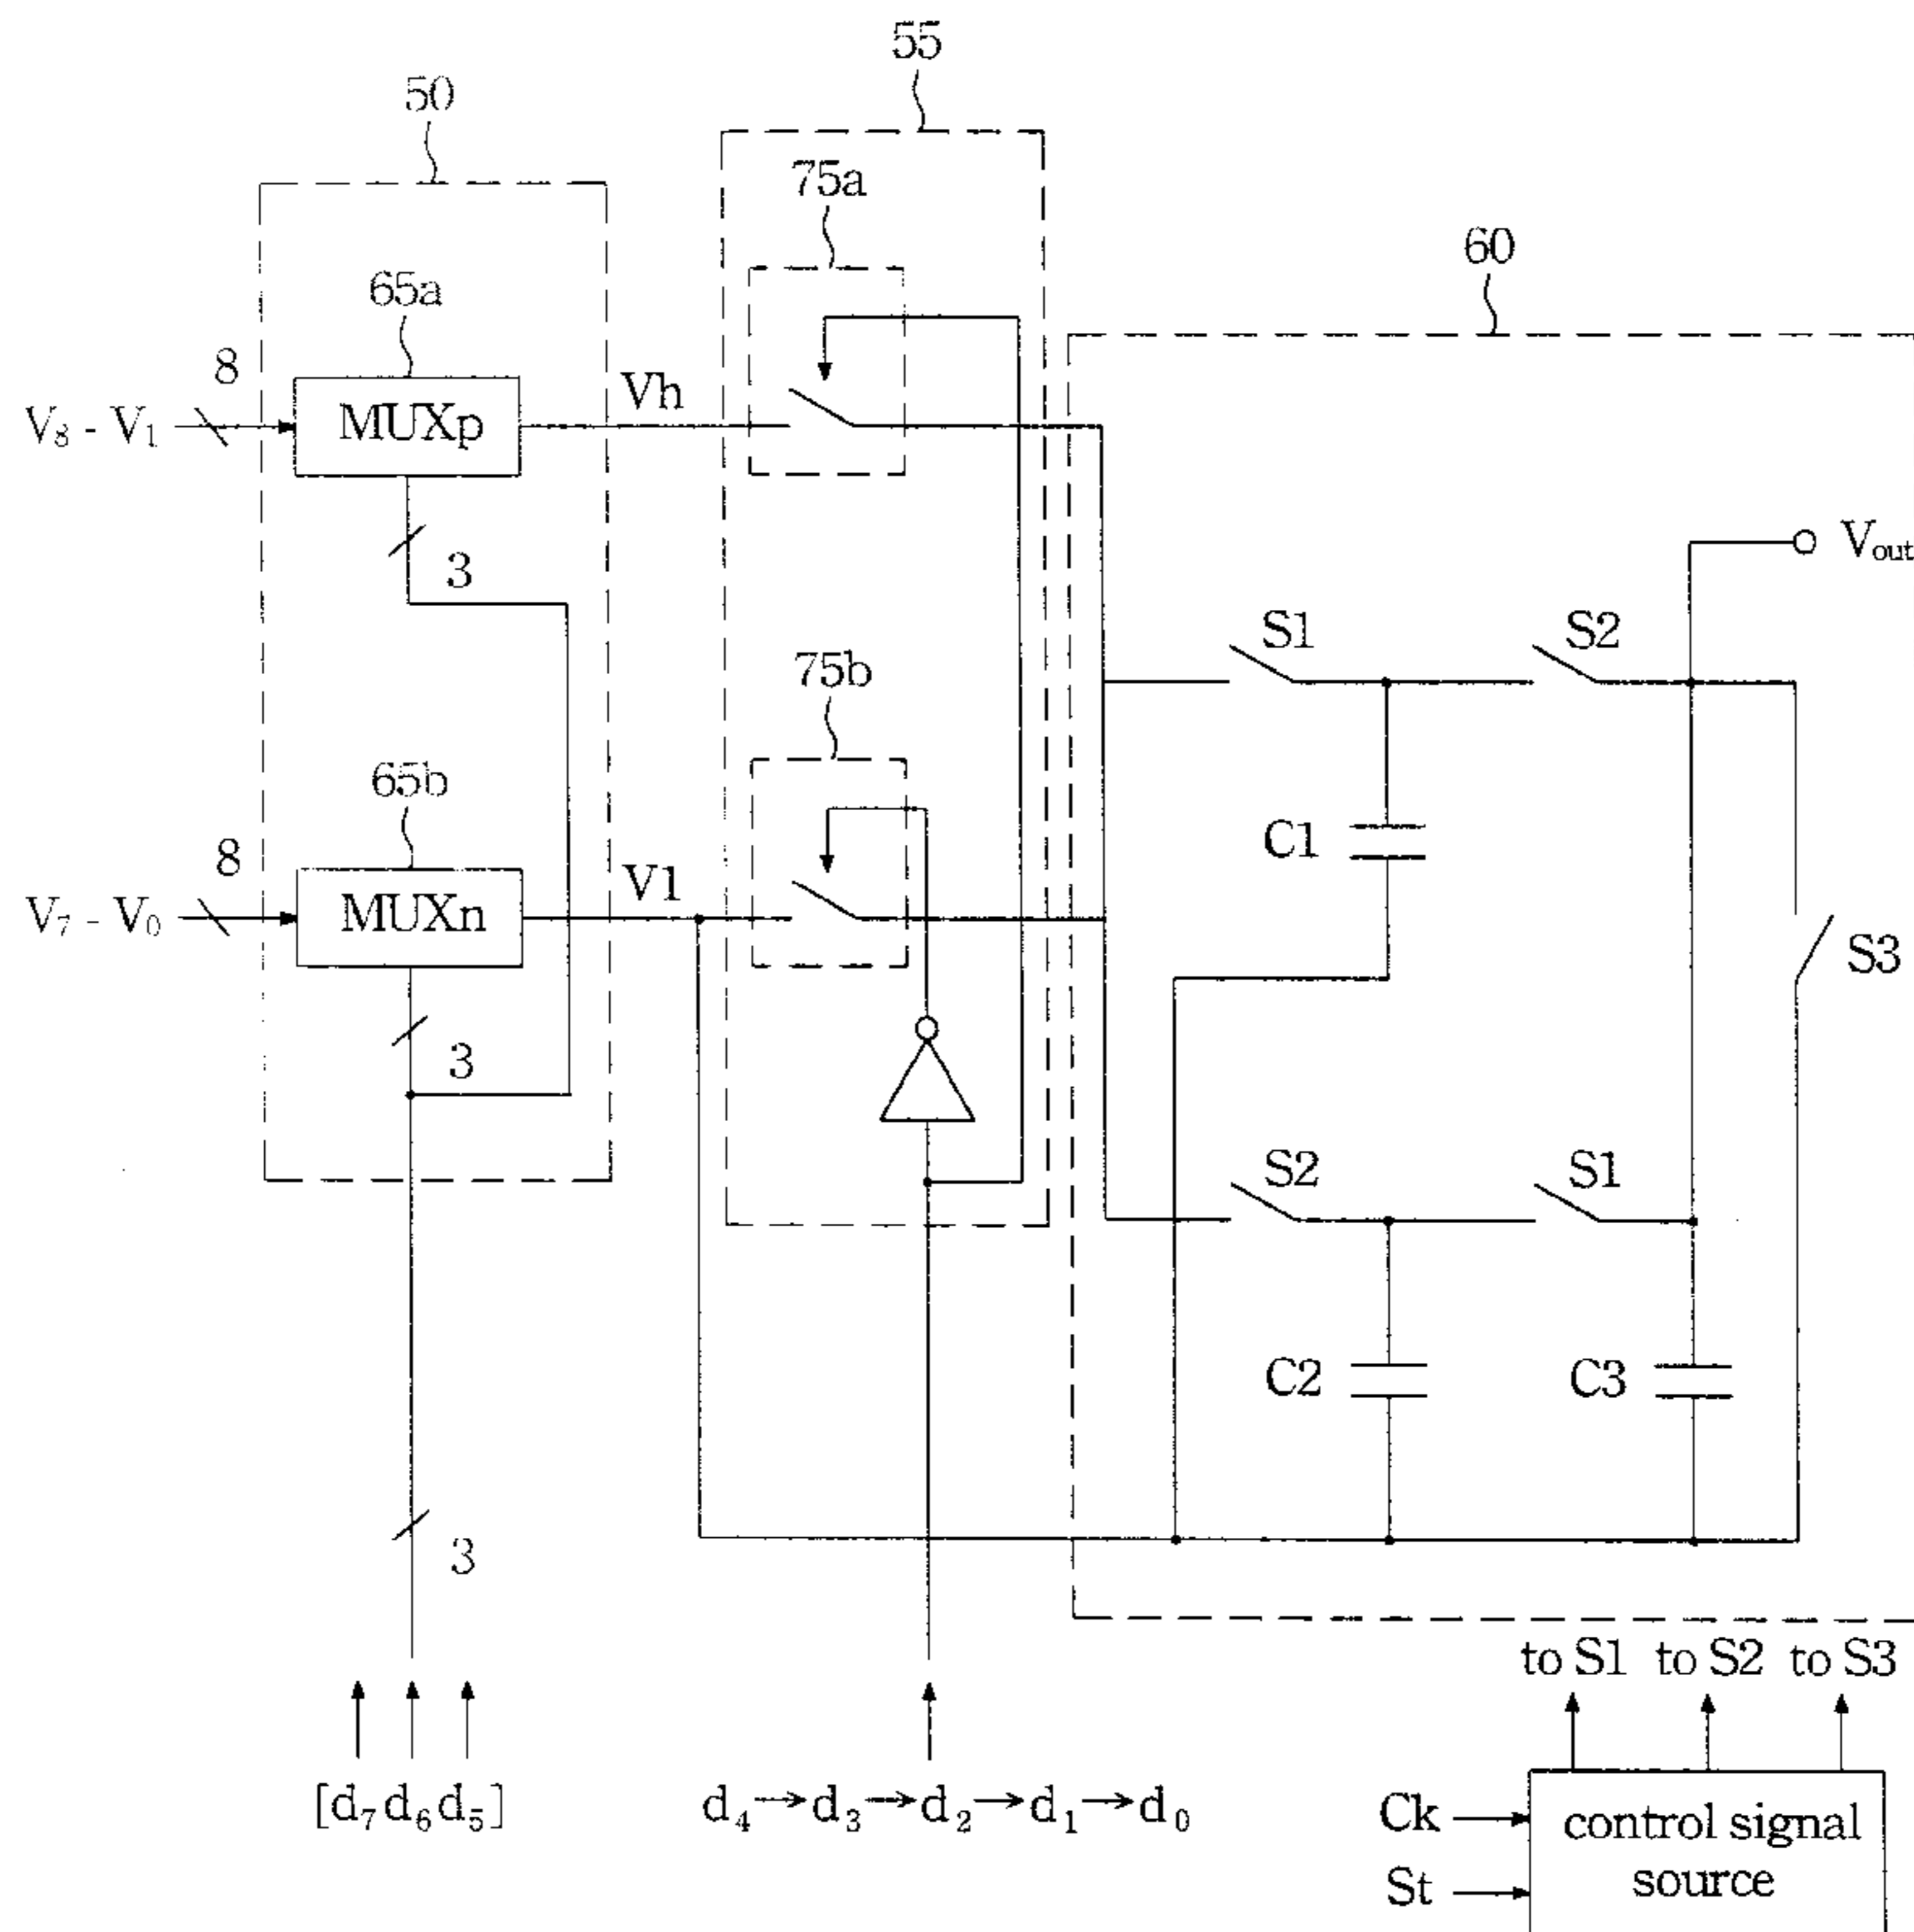 55
50
75a
60
65a
8
Vh
V₈ - V₁
MUXp
Vout
3
S1
S2
75b
65b
C1
8
V1
S3
V₇ - V₀
MUXn
3
S2
S1
C2
C3
3
to S1 to S2 to S3
[d₇ d₆ d₅]
d₄→d₃→d₂→d₁→d₀
Ck
control signal
source
St